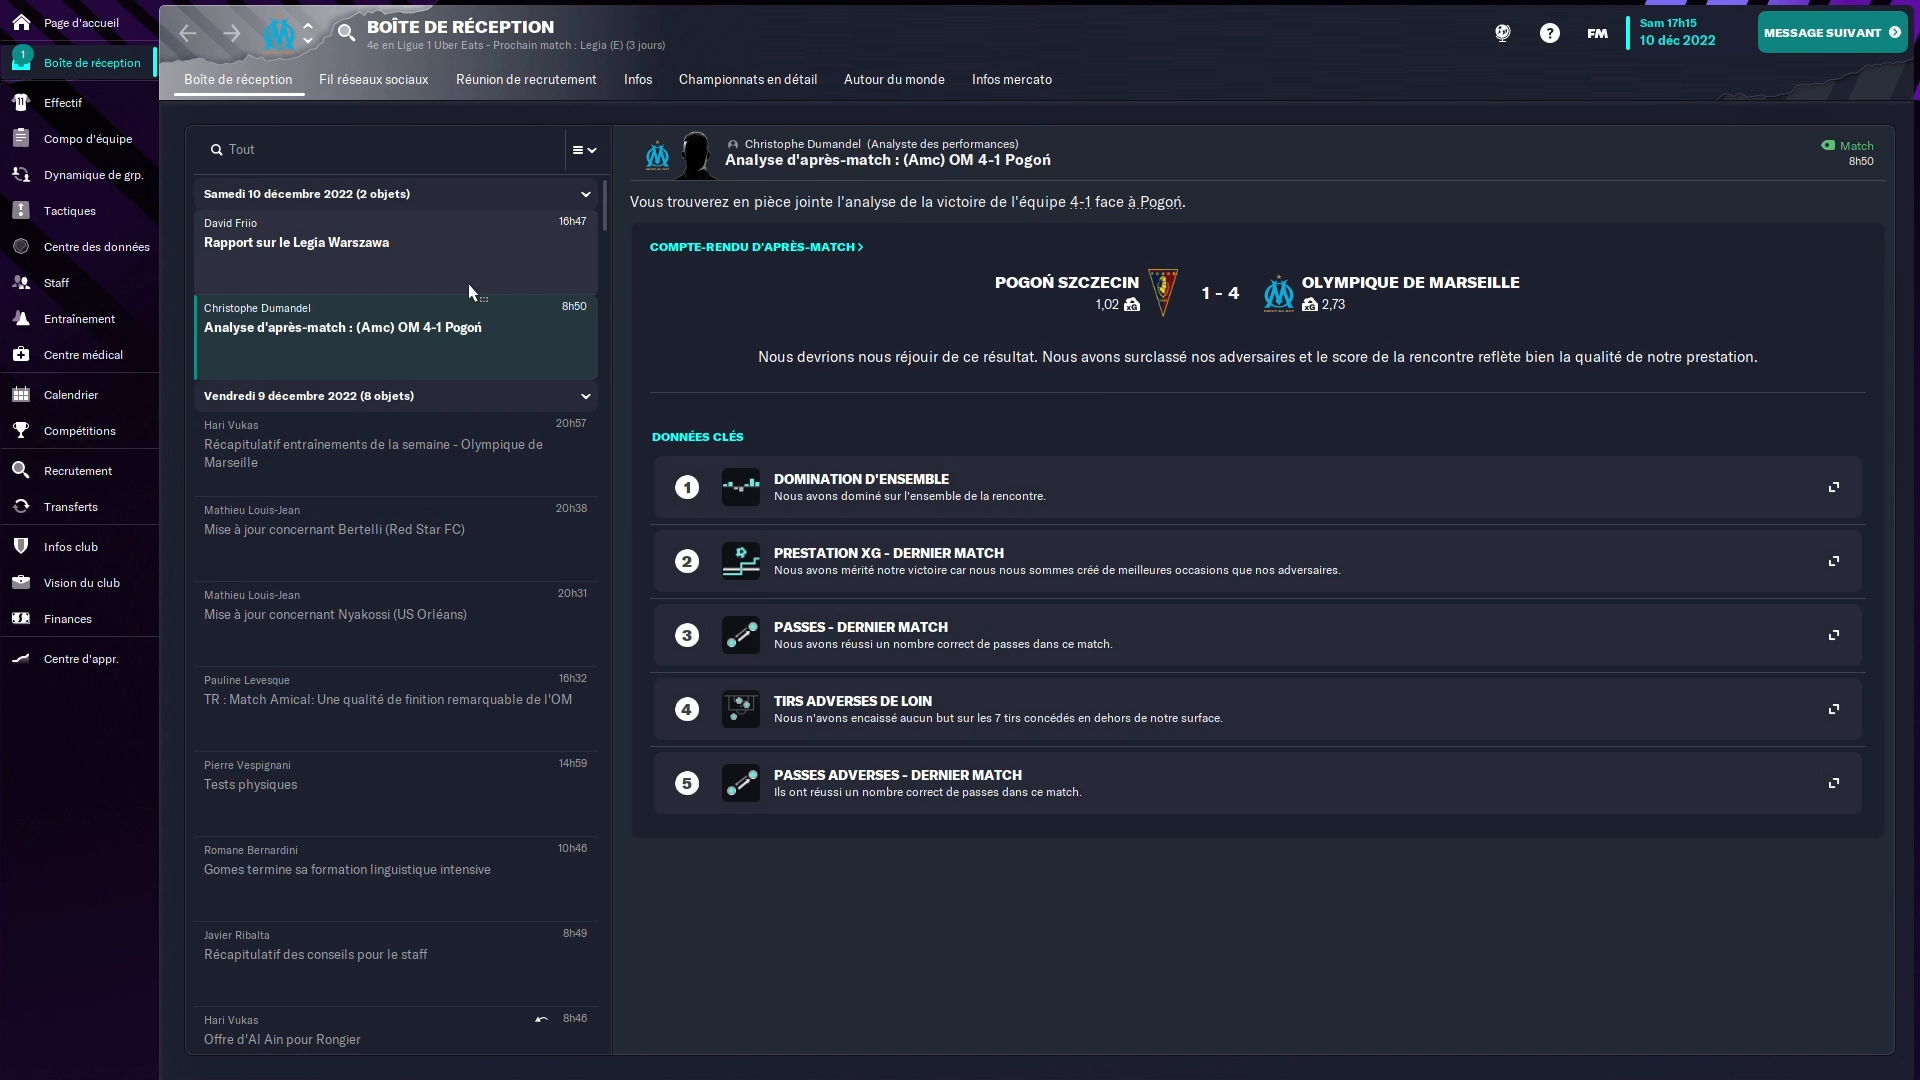 Page d'accueil
1
Boîte de réception
Effectif
Compo d'équipe
Dynamique de grp.
Tactiques
Centre des données
Staff
Entraînement
Centre médical
Calendrier
Compétitions
Recrutement
Transferts
Infos club
Vision du club
Finances
Centre d'appr.
BOÎTE DE RÉCEPTION
4e en Ligue 1 Uber Eats - Prochain match : Legia (E) (3 jours)
FM
Sam 17h15
10 déc 2022
MESSAGE SUIVANT
Boîte de réception
Fil réseaux sociaux
Réunion de recrutement
Infos
Championnats en détail
Autour du monde
Infos mercato
Tout
Samedi 10 décembre 2022 (2 objets)
David Friio
16h47
Rapport sur le Legia Warszawa
Christophe Dumandel
8h50
Analyse d'après-match : (Amc) OM 4-1 Pogoń
Vendredi 9 décembre 2022 (8 objets)
Hari Vukas
20h57
Récapitulatif entraînements de la semaine - Olympique de
Marseille
Mathieu Louis-Jean
20h38
Mise à jour concernant Bertelli (Red Star FC)
Mathieu Louis-Jean
20h31
Mise à jour concernant Nyakossi (US Orléans)
Pauline Levesque
16h32
TR : Match Amical: Une qualité de finition remarquable de l'OM
Pierre Vespignani
14h59
Tests physiques
Romane Bernardini
10h46
Gomes termine sa formation linguistique intensive
Javier Ribalta
8h49
Récapitulatif des conseils pour le staff
Hari Vukas
8h46
Offre d'Al Ain pour Rongier
Christophe Dumandel (Analyste des performances)
Analyse d'après-match : (Amc) OM 4-1 Pogoń
Match
8h50
Vous trouverez en pièce jointe l'analyse de la victoire de l'équipe 4-1 face à Pogoń.
COMPTE-RENDU D'APRÈS-MATCH >
POGOŃ SZCZECIN
1,02 xG
1 - 4
OLYMPIQUE DE MARSEILLE
xG 2,73
Nous devrions nous réjouir de ce résultat. Nous avons surclassé nos adversaires et le score de la rencontre reflète bien la qualité de notre prestation.
DONNÉES CLÉS
1
DOMINATION D'ENSEMBLE
Nous avons dominé sur l'ensemble de la rencontre.
2
PRESTATION XG - DERNIER MATCH
Nous avons mérité notre victoire car nous nous sommes créé de meilleures occasions que nos adversaires.
3
PASSES - DERNIER MATCH
Nous avons réussi un nombre correct de passes dans ce match.
4
TIRS ADVERSES DE LOIN
Nous n'avons encaissé aucun but sur les 7 tirs concédés en dehors de notre surface.
5
PASSES ADVERSES - DERNIER MATCH
Ils ont réussi un nombre correct de passes dans ce match.